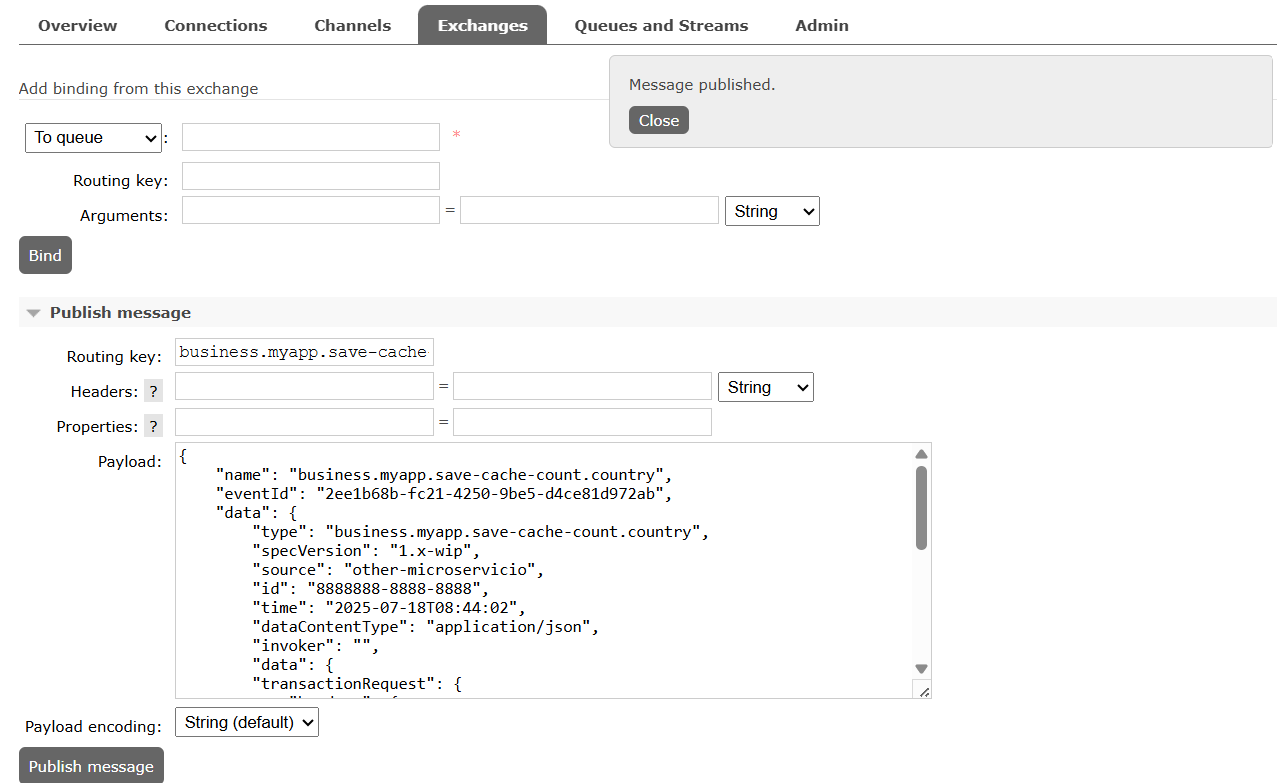 Overview Connections Channels Exchanges Queues and Streams Admin
Message published.
Close
Add binding from this exchange
To queue : *
Routing key:
Arguments: = String
Bind
Publish message
Routing key: business.myapp.save-cache
Headers: ? = String
Properties: ? =
Payload: {
"name": "business.myapp.save-cache-count.country",
"eventId": "2ee1b68b-fc21-4250-9be5-d4ce81d972ab",
"data": {
"type": "business.myapp.save-cache-count.country",
"specVersion": "1.x-wip",
"source": "other-microservicio",
"id": "8888888-8888-8888",
"time": "2025-07-18T08:44:02",
"dataContentType": "application/json",
"invoker": "",
"data": {
"transactionRequest": {
Payload encoding: String (default)
Publish message